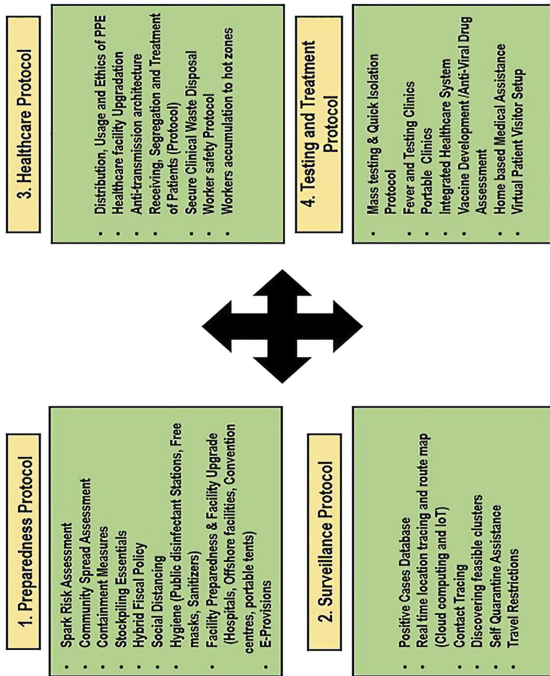 1. Preparedness Protocol
• Spark Risk Assessment
• Community Spread Assessment
• Containment Measures
• Stockpiling Essentials
• Hybrid Fiscal Policy
• Social Distancing
• Hygiene (Public disinfectant Stations, Free
masks, Sanitizers)
• Facility Preparedness & Facility Upgrade
(Hospitals, Offshore facilities, Convention
centres, portable tents)
• E-Provisions
2. Surveillance Protocol
• Positive Cases Database
• Real time location tracing and route map
(Cloud computing and IoT)
• Contact Tracing
• Discovering feasible clusters
• Self Quarantine Assistance
• Travel Restrictions
3. Healthcare Protocol
• Distribution, Usage and Ethics of PPE
• Healthcare facility Upgradation
• Anti-transmission architecture
• Receiving, Segregation and Treatment
of Patients (Protocol)
• Secure Clinical Waste Disposal
• Worker safety Protocol
• Workers accumulation to hot zones
4. Testing and Treatment
Protocol
• Mass testing & Quick Isolation
Protocol
• Fever and Testing Clinics
• Portable Clinics
• Integrated Healthcare System
• Vaccine Development /Anti-Viral Drug
Assessment
• Home based Medical Assistance
• Virtual Patient Visitor Setup